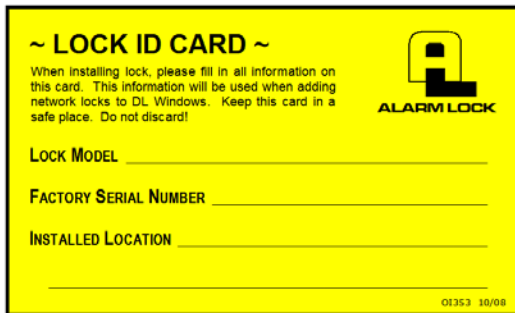 ~ LOCK ID CARD ~
When installing lock, please fill in all information on
this card. This information will be used when adding
network locks to DL Windows. Keep this card in a
safe place. Do not discard!
AL
ALARM LOCK
LOCK MODEL
FACTORY SERIAL NUMBER
INSTALLED LOCATION
OI353 10/08